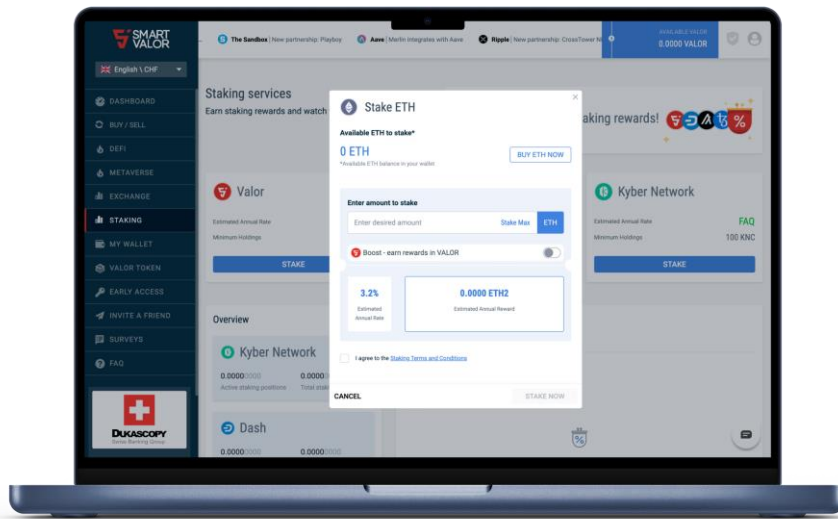 SMART
VALOR
The Sandbox | New partnership: Playboy
Aave | Merlin integrates with Aave
Ripple | New partnership: CrossTower
AVAILABLE VALOR
0.0000 VALOR
English \ CHF
DASHBOARD
BUY / SELL
DEFI
METAVERSE
EXCHANGE
STAKING
MY WALLET
VALOR TOKEN
EARLY ACCESS
INVITE A FRIEND
SURVEYS
FAQ
DUKASCOPY
Swiss Banking Group
Staking services
Earn staking rewards and watch
aking rewards!
Valor
Estimated Annual Rate
Minimum Holdings
STAKE
Stake ETH
Available ETH to stake*
0 ETH
*Available ETH balance in your wallet
BUY ETH NOW
Enter amount to stake
Enter desired amount
Stake Max
ETH
Boost - earn rewards in VALOR
3.2%
Estimated
Annual Rate
0.0000 ETH2
Estimated Annual Reward
I agree to the Staking Terms and Conditions
CANCEL
STAKE NOW
Kyber Network
Estimated Annual Rate FAQ
Minimum Holdings 100 KNC
STAKE
Overview
Kyber Network
0.00000000 0.0000
Active staking positions Total stak
Dash
0.00000000 0.00000000